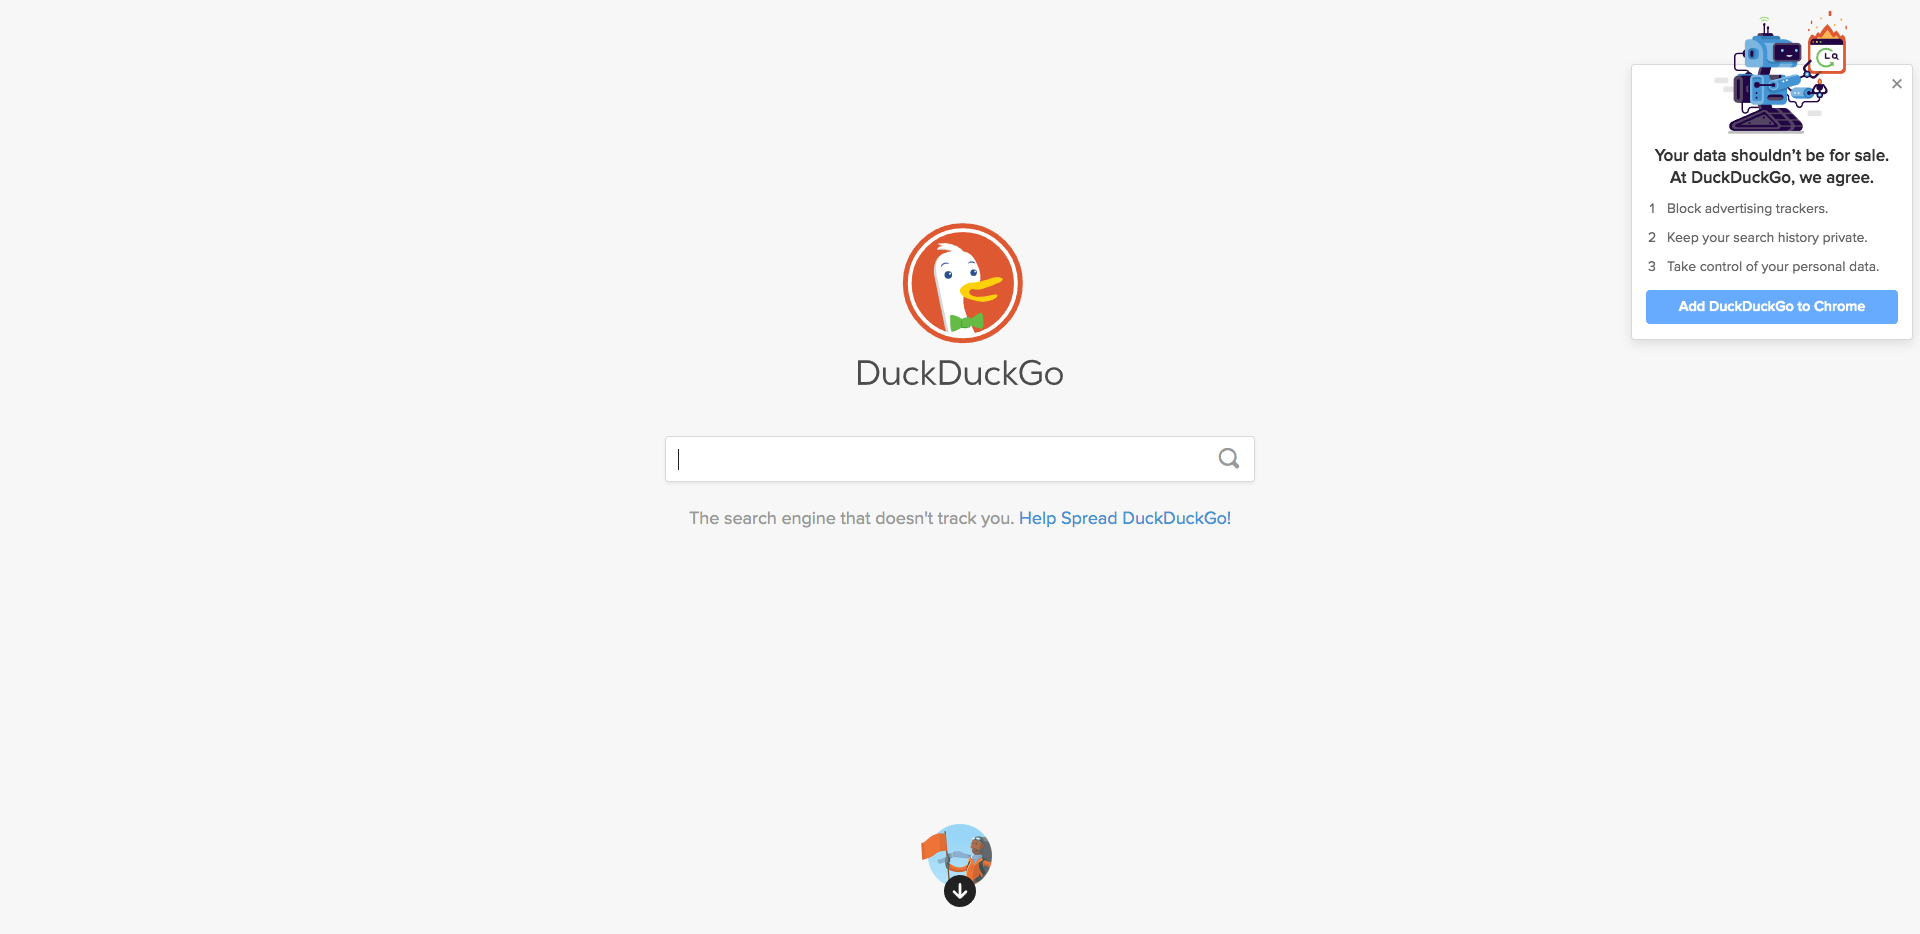 Your data shouldn’t be for sale.
At DuckDuckGo, we agree.
1 Block advertising trackers.
2 Keep your search history private.
3 Take control of your personal data.
Add DuckDuckGo to Chrome
DuckDuckGo
The search engine that doesn't track you. Help Spread DuckDuckGo!